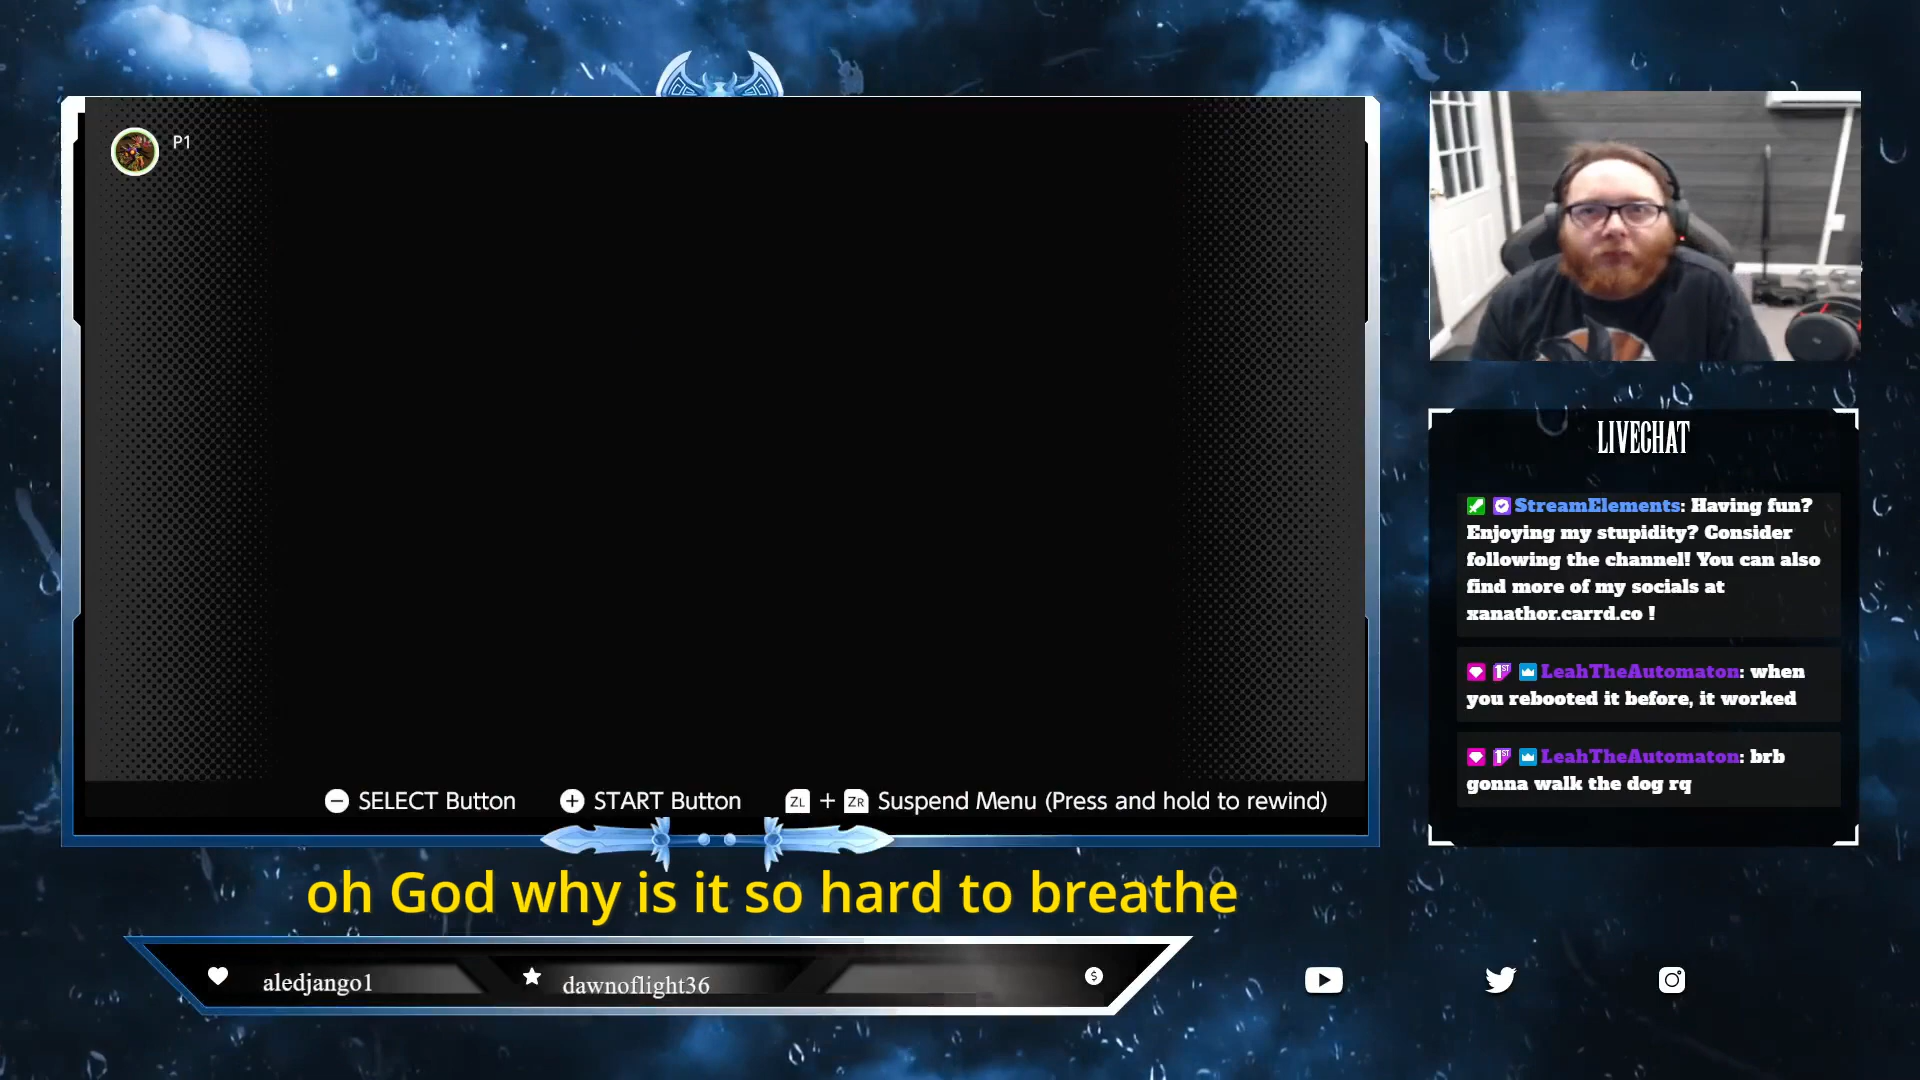 P1
SELECT Button START Button ZL + ZR Suspend Menu (Press and hold to rewind)
oh God why is it so hard to breathe
aledjango1 dawnoflight36
LIVECHAT
StreamElements: Having fun?
Enjoying my stupidity? Consider
following the channel! You can also
find more of my socials at
xanathor.carrd.co !
1ST LeahTheAutomaton: when
you rebooted it before, it worked
1ST LeahTheAutomaton: brb
gonna walk the dog rq